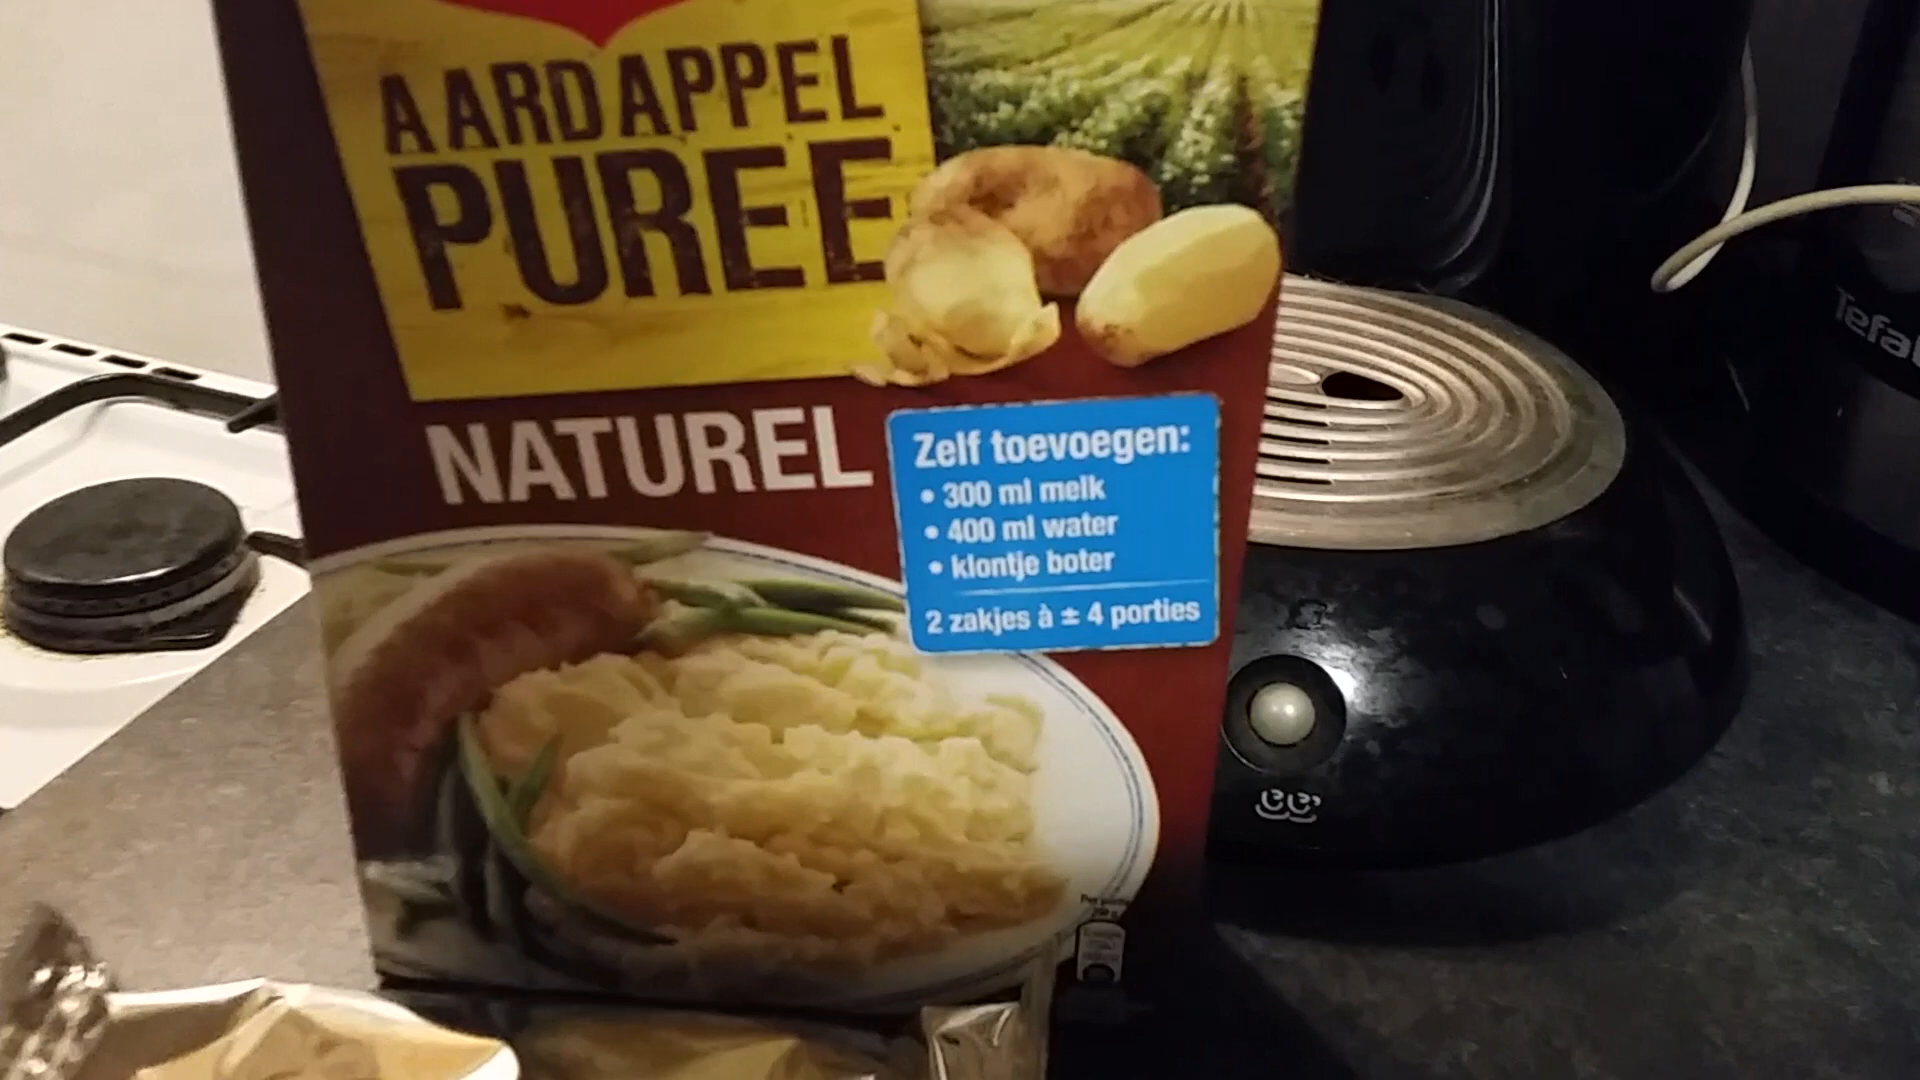 AARDAPPEL
PUREE
NATUREL
Zelf toevoegen:
• 300 ml melk
• 400 ml water
• klontje boter
2 zakjes à ± 4 porties
Tefal